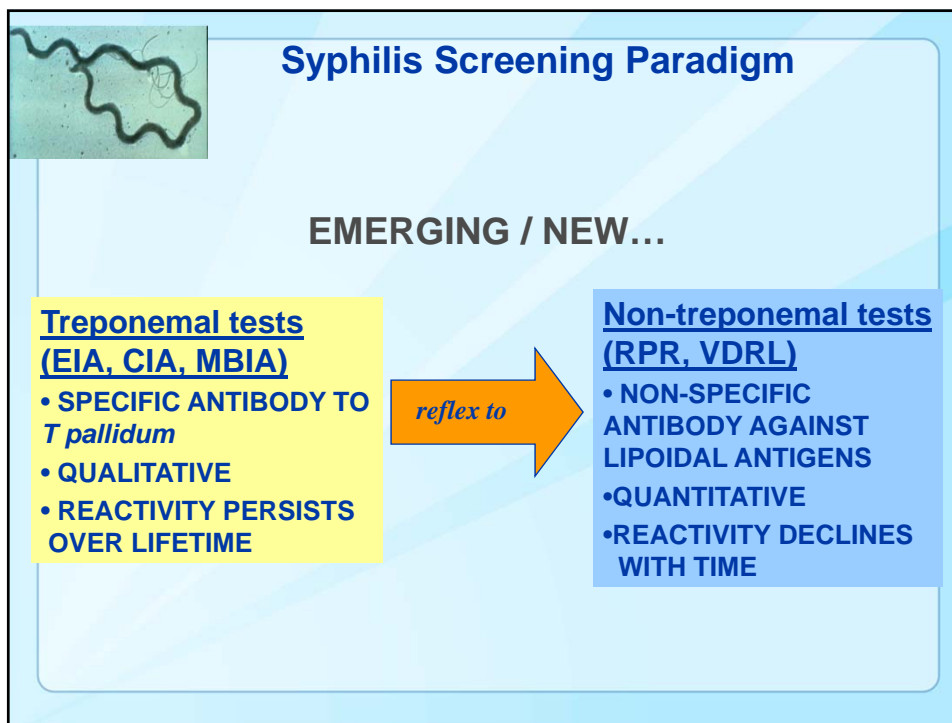 Syphilis Screening Paradigm
EMERGING / NEW…
Treponemal tests
(EIA, CIA, MBIA)
• SPECIFIC ANTIBODY TO
T pallidum
• QUALITATIVE
• REACTIVITY PERSISTS
OVER LIFETIME
reflex to
Non-treponemal tests
(RPR, VDRL)
• NON-SPECIFIC
ANTIBODY AGAINST
LIPOIDAL ANTIGENS
•QUANTITATIVE
•REACTIVITY DECLINES
WITH TIME